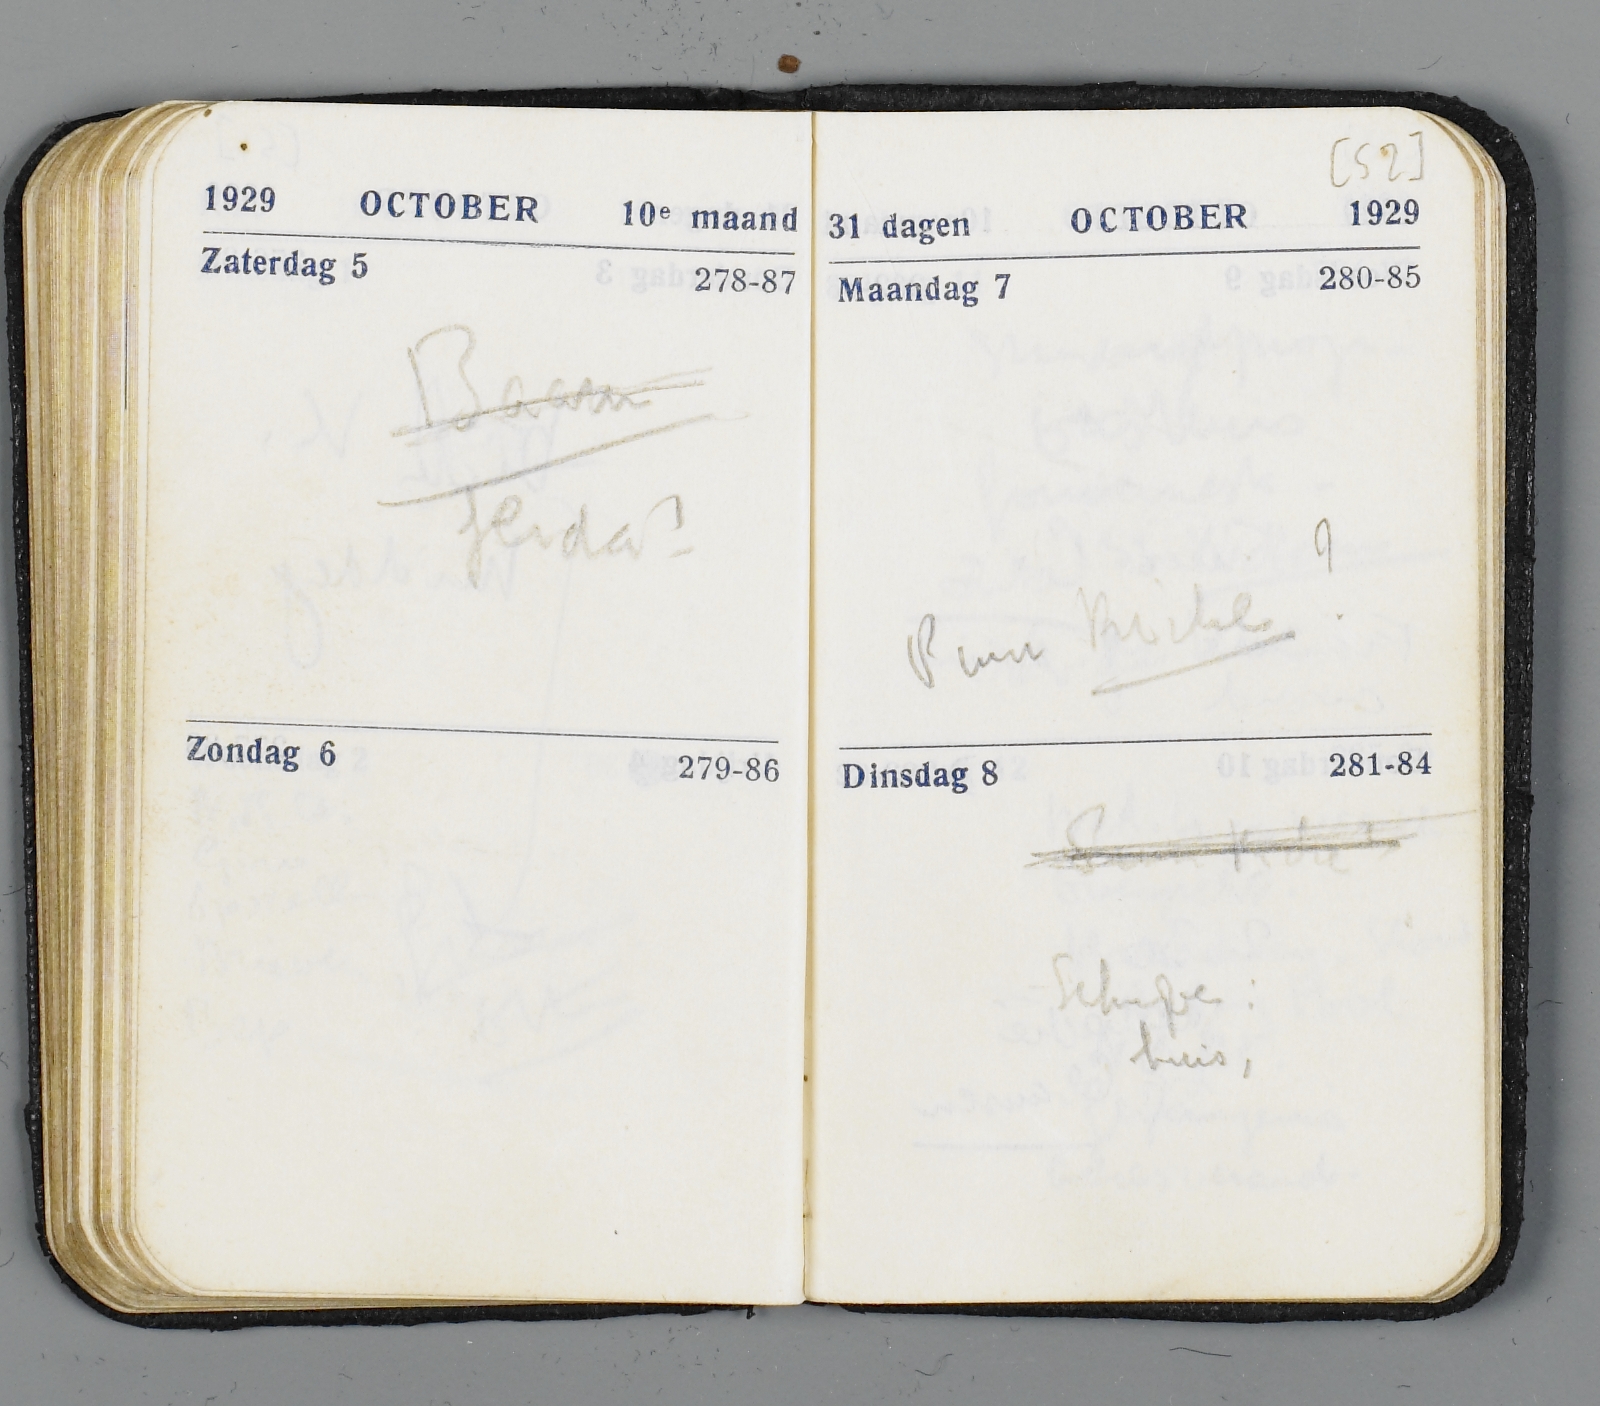 1929 OCTOBER 10e maand
Zaterdag 5 278-87
Baarn
Zondag 6 279-86
[52]
31 dagen OCTOBER 1929
Maandag 7 280-85
?
Dinsdag 8 281-84
huis,